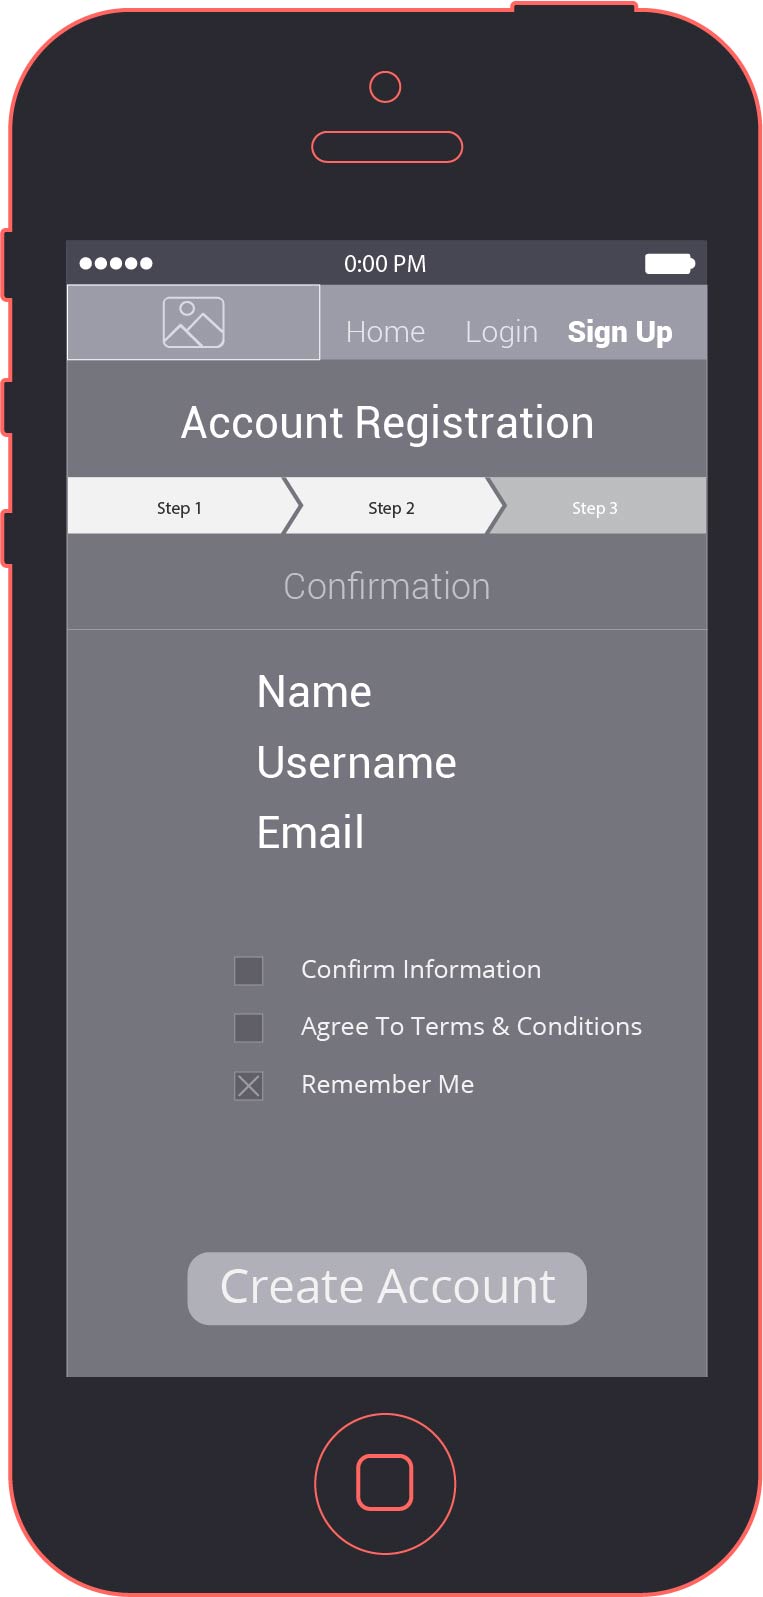 0:00 PM
Home Login Sign Up
Account Registration
Step 1 Step 2 Step 3
Confirmation
Name
Username
Email
Confirm Information
Agree To Terms & Conditions
Remember Me
Create Account